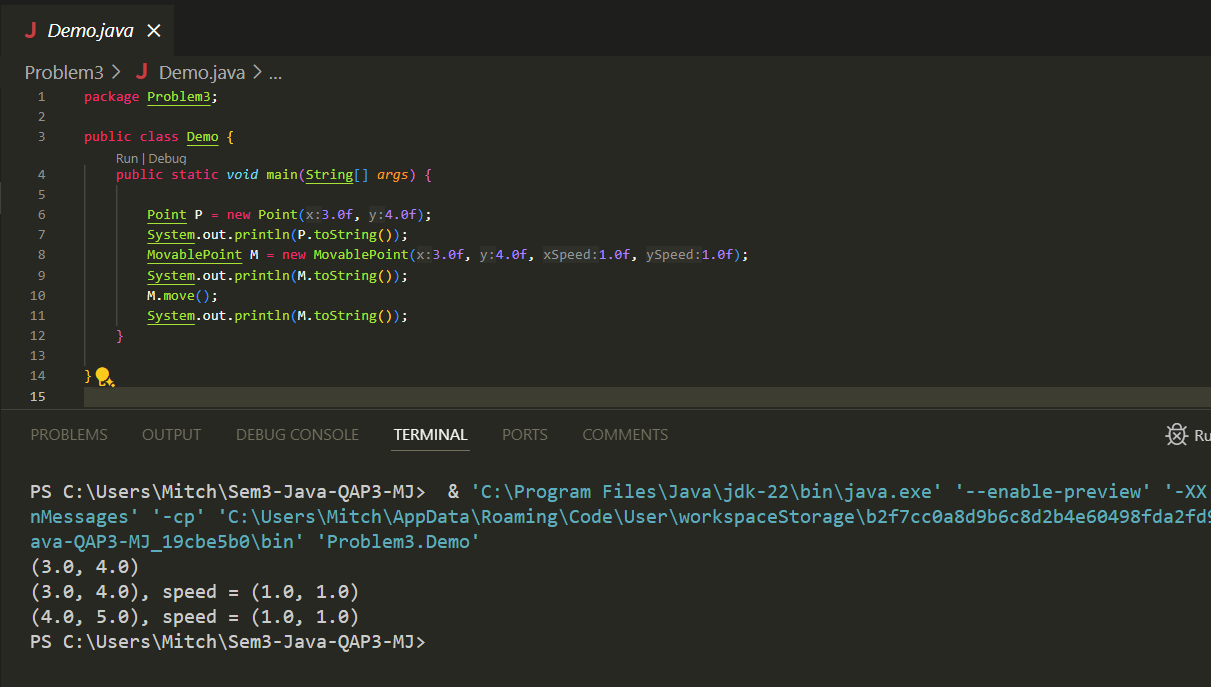 J Demo.java ×
Problem3 > J Demo.java > ...
1 package Problem3;
2
3 public class Demo {
Run | Debug
4 public static void main(String[] args) {
5
6 Point P = new Point(x:3.0f, y:4.0f);
7 System.out.println(P.toString());
8 MovablePoint M = new MovablePoint(x:3.0f, y:4.0f, xSpeed:1.0f, ySpeed:1.0f);
9 System.out.println(M.toString());
10 M.move();
11 System.out.println(M.toString());
12 }
13
14 }
15
PROBLEMS OUTPUT DEBUG CONSOLE TERMINAL PORTS COMMENTS Ru
PS C:\Users\Mitch\Sem3-Java-QAP3-MJ> & 'C:\Program Files\Java\jdk-22\bin\java.exe' '--enable-preview' '-XX
nMessages' '-cp' 'C:\Users\Mitch\AppData\Roaming\Code\User\workspaceStorage\b2f7cc0a8d9b6c8d2b4e60498fda2fd9
ava-QAP3-MJ_19cbe5b0\bin' 'Problem3.Demo'
(3.0, 4.0)
(3.0, 4.0), speed = (1.0, 1.0)
(4.0, 5.0), speed = (1.0, 1.0)
PS C:\Users\Mitch\Sem3-Java-QAP3-MJ>